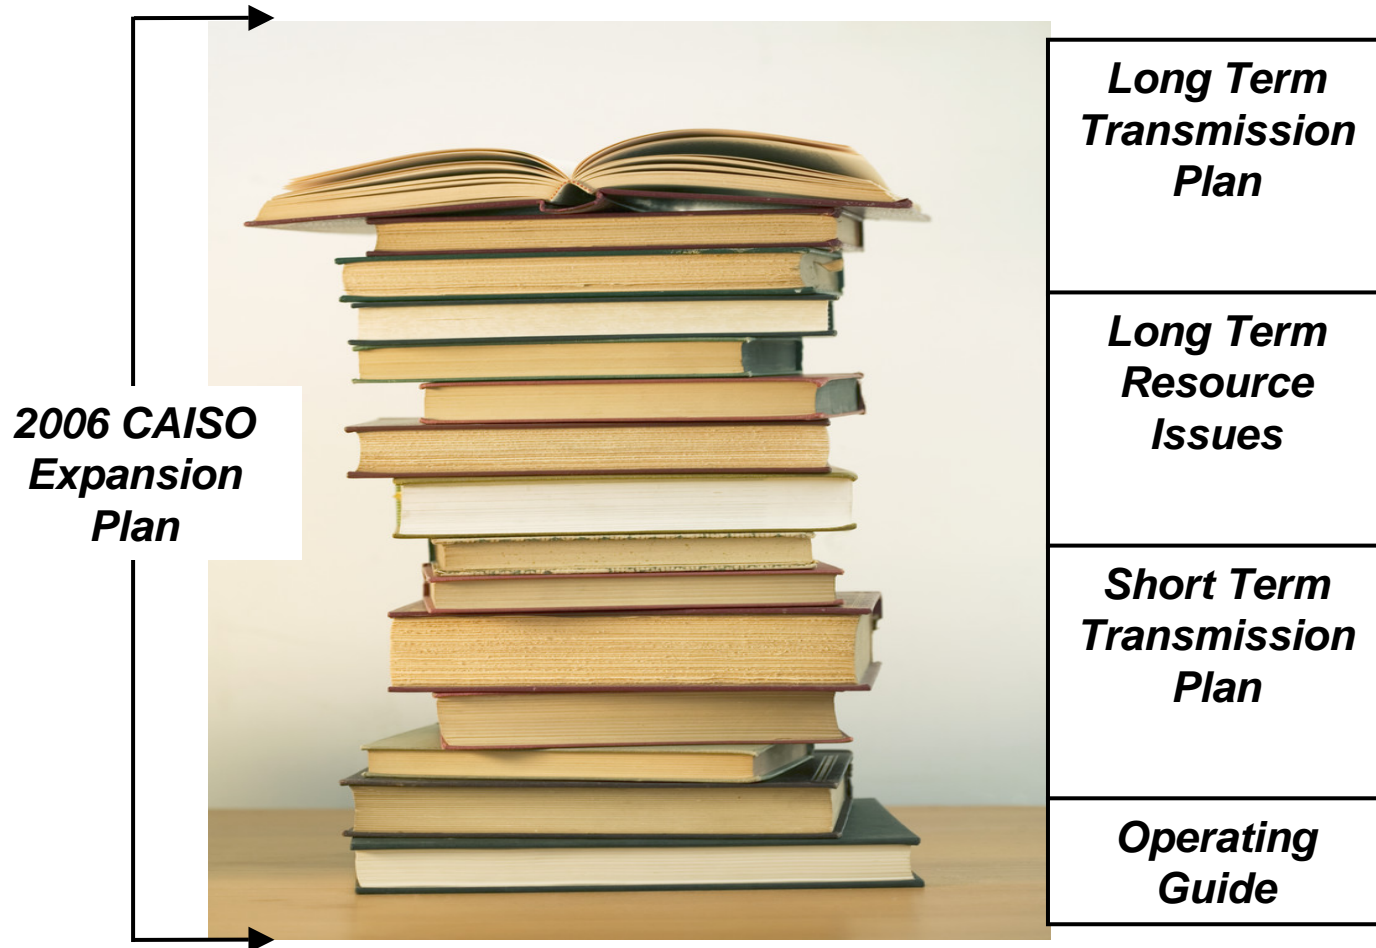 2006 CAISO
Expansion
Plan
Long Term
Transmission
Plan
Long Term
Resource
Issues
Short Term
Transmission
Plan
Operating
Guide